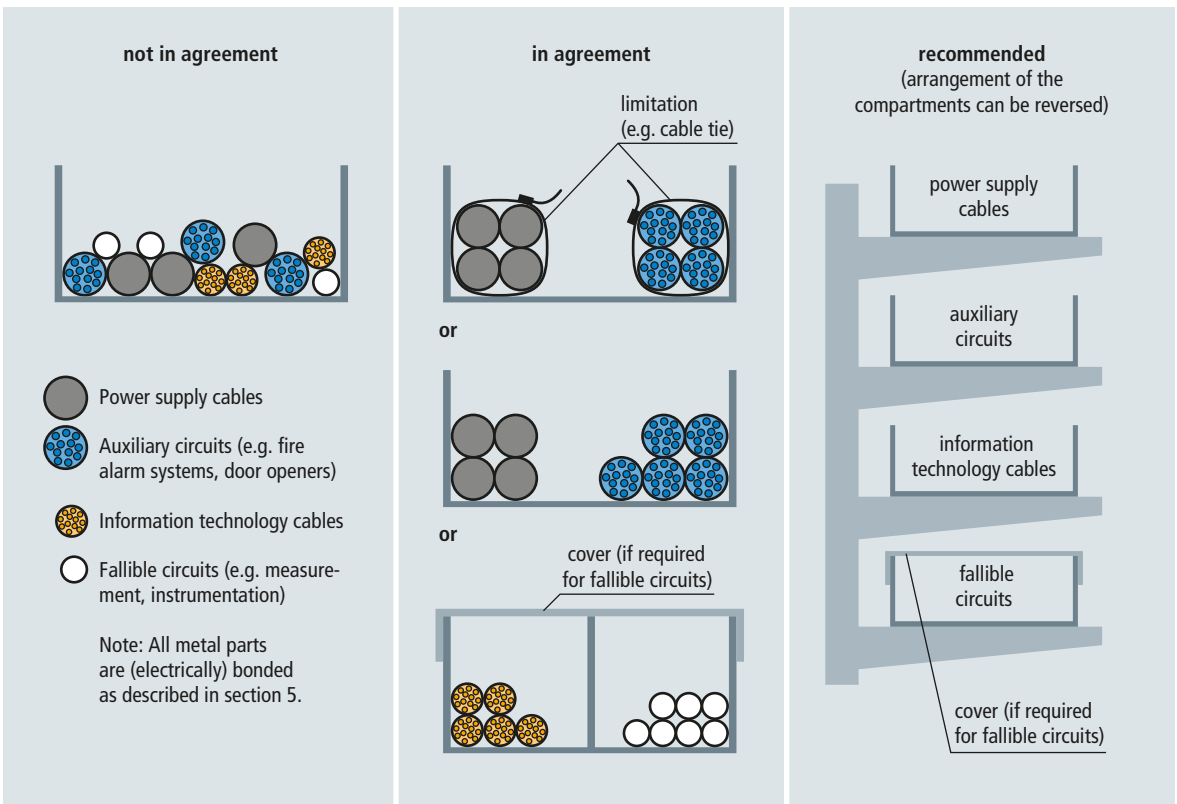 not in agreement
Power supply cables
Auxiliary circuits (e.g. fire
alarm systems, door openers)
Information technology cables
Fallible circuits (e.g. measure-
ment, instrumentation)
Note: All metal parts
are (electrically) bonded
as described in section 5.
in agreement
limitation
(e.g. cable tie)
or
or
cover (if required
for fallible circuits)
recommended
(arrangement of the
compartments can be reversed)
power supply
cables
auxiliary
circuits
information
technology cables
fallible
circuits
cover (if required
for fallible circuits)